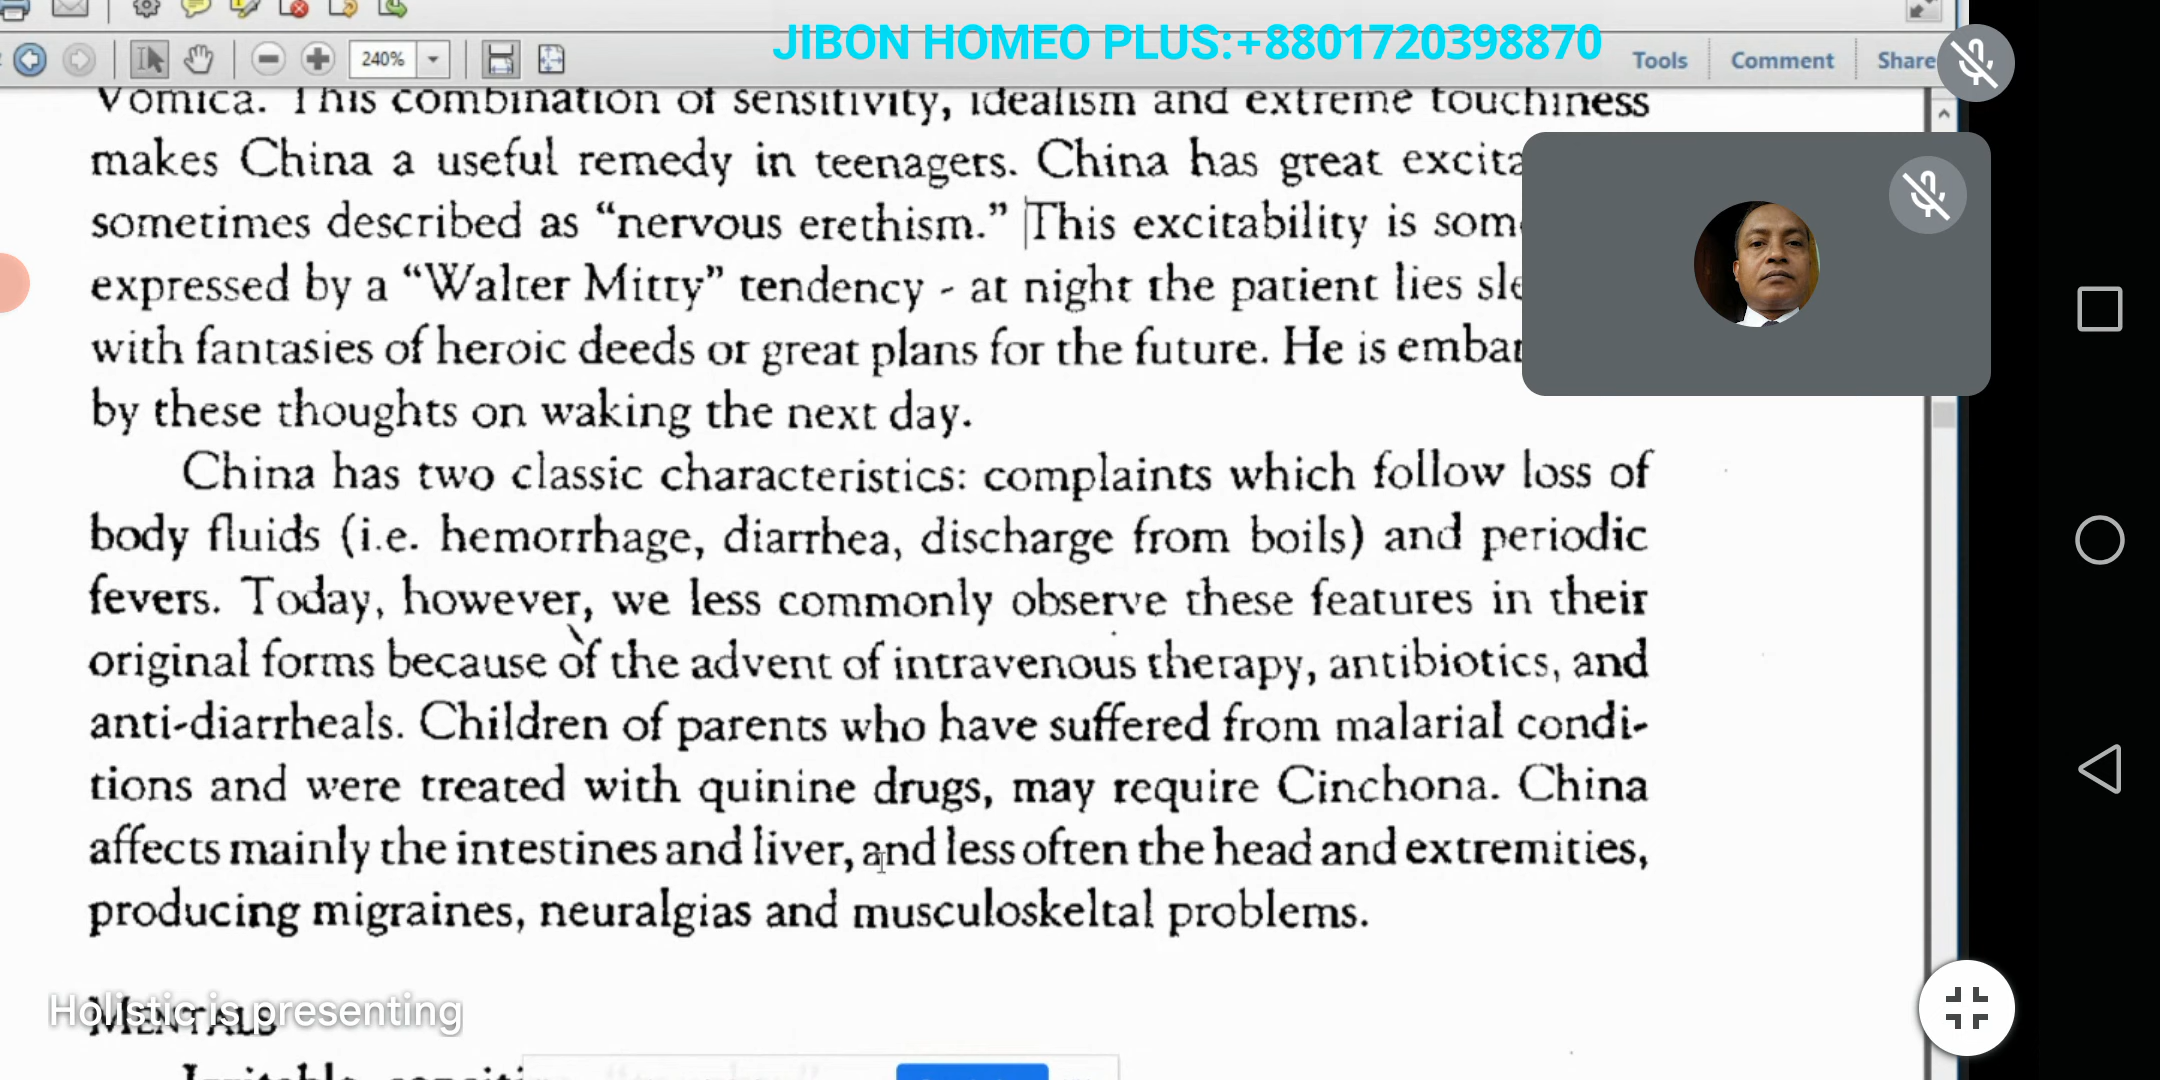 JIBON HOMEO PLUS:+8801720398870
240%
Tools Comment Share
Vomica. This combination of sensitivity, idealism and extreme touchiness
makes China a useful remedy in teenagers. China has great excita
sometimes described as “nervous erethism.” This excitability is som
expressed by a “Walter Mitty” tendency - at night the patient lies sle
with fantasies of heroic deeds or great plans for the future. He is embar
by these thoughts on waking the next day.
China has two classic characteristics: complaints which follow loss of
body fluids (i.e. hemorrhage, diarrhea, discharge from boils) and periodic
fevers. Today, however, we less commonly observe these features in their
original forms because of the advent of intravenous therapy, antibiotics, and
anti-diarrheals. Children of parents who have suffered from malarial condi-
tions and were treated with quinine drugs, may require Cinchona. China
affects mainly the intestines and liver, and less often the head and extremities,
producing migraines, neuralgias and musculoskeltal problems.
Holistic is presenting
MENTALS